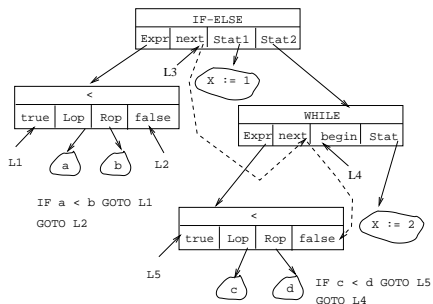 IF-ELSE
Expr next Stat1 Stat2
L3
X := 1
<
true Lop Rop false
L1
a
b
L2
IF a < b GOTO L1
GOTO L2
WHILE
Expr next begin Stat
L4
X := 2
<
true Lop Rop false
L5
c
d
IF c < d GOTO L5
GOTO L4